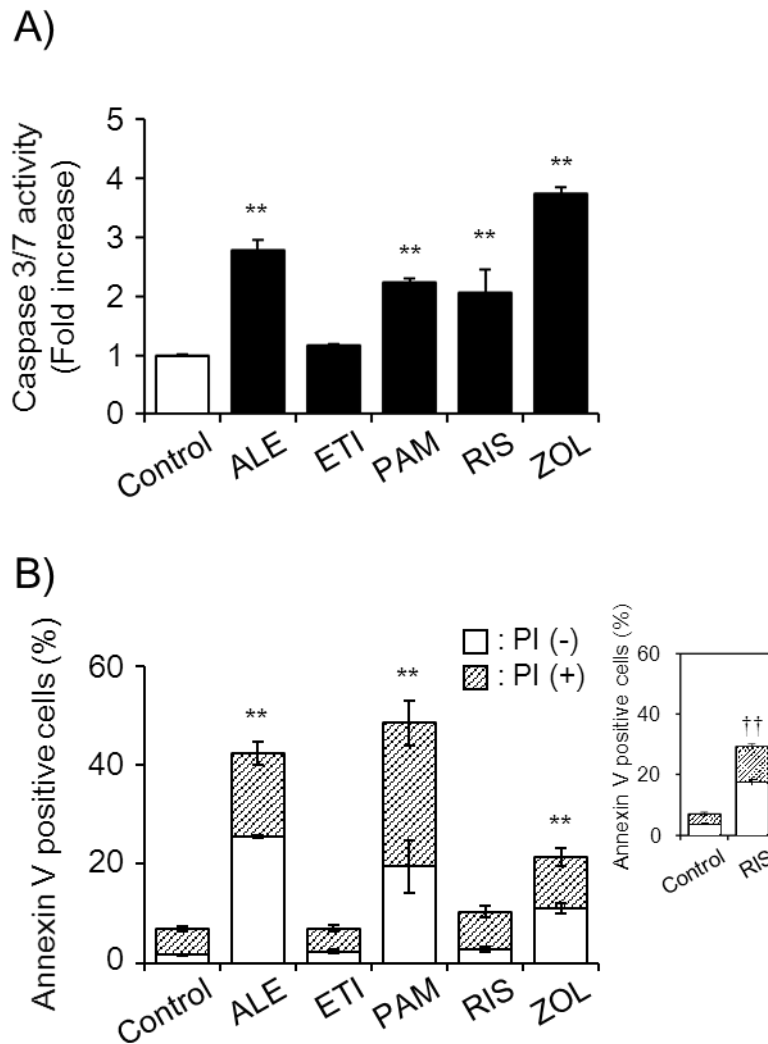 A)
Caspase 3/7 activity
(Fold increase)
5
4
3
2
1
0
**
**
**
**
Control
ALE
ETI
PAM
RIS
ZOL
B)
Annexin V positive cells (%)
60
40
20
0
: PI (-)
: PI (+)
**
**
**
Control
ALE
ETI
PAM
RIS
ZOL
Annexin V positive cells (%)
60
40
20
0
††
Control
RIS